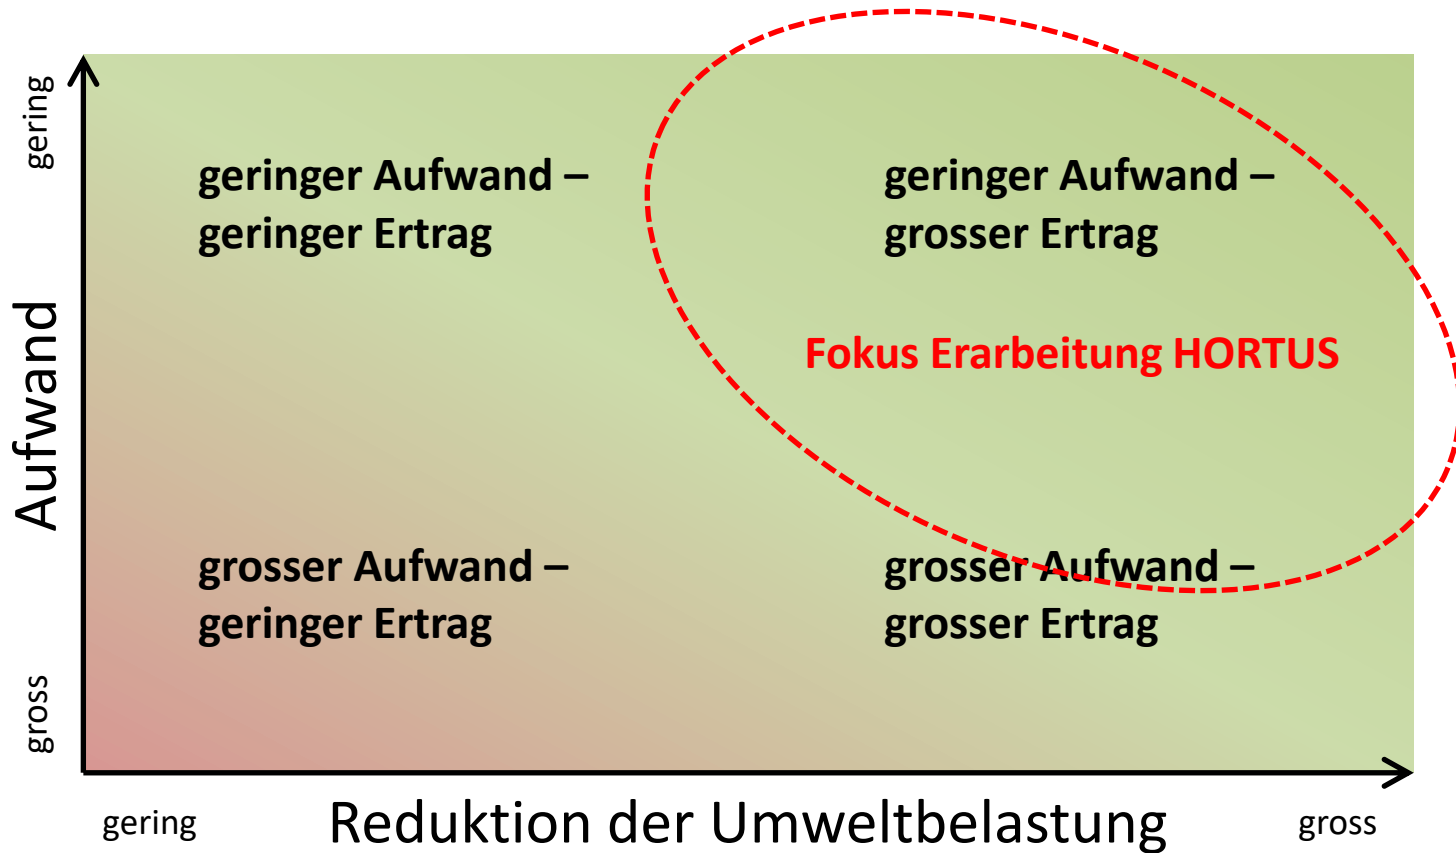 gering
geringer Aufwand –
geringer Ertrag
geringer Aufwand –
grosser Ertrag
Fokus Erarbeitung HORTUS
Aufwand
grosser Aufwand –
geringer Ertrag
grosser Aufwand –
grosser Ertrag
gross
gering
Reduktion der Umweltbelastung
gross